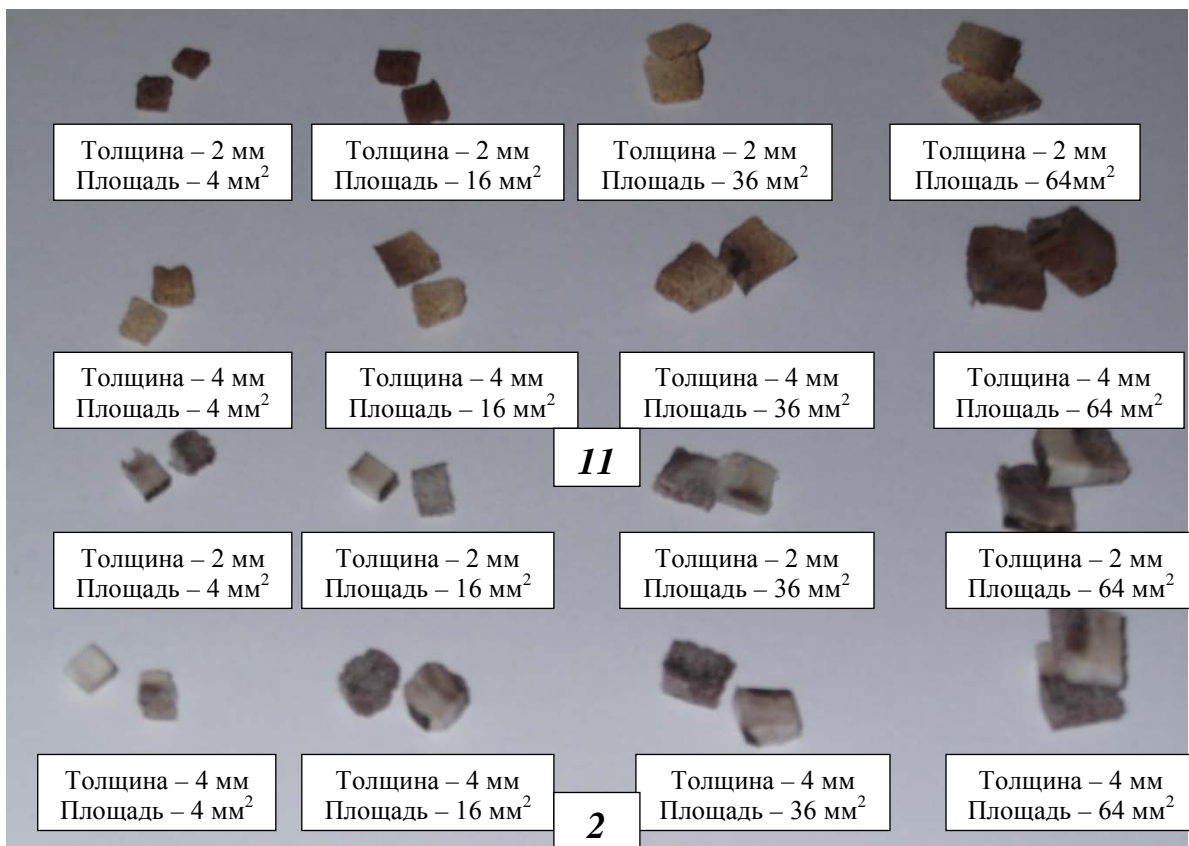 Толщина – 2 мм
Площадь – 4 мм²
Толщина – 2 мм
Площадь – 16 мм²
Толщина – 2 мм
Площадь – 36 мм²
Толщина – 2 мм
Площадь – 64мм²
Толщина – 4 мм
Площадь – 4 мм²
Толщина – 4 мм
Площадь – 16 мм²
Толщина – 4 мм
Площадь – 36 мм²
Толщина – 4 мм
Площадь – 64 мм²
11
Толщина – 2 мм
Площадь – 4 мм²
Толщина – 2 мм
Площадь – 16 мм²
Толщина – 2 мм
Площадь – 36 мм²
Толщина – 2 мм
Площадь – 64 мм²
Толщина – 4 мм
Площадь – 4 мм²
Толщина – 4 мм
Площадь – 16 мм²
Толщина – 4 мм
Площадь – 36 мм²
Толщина – 4 мм
Площадь – 64 мм²
2